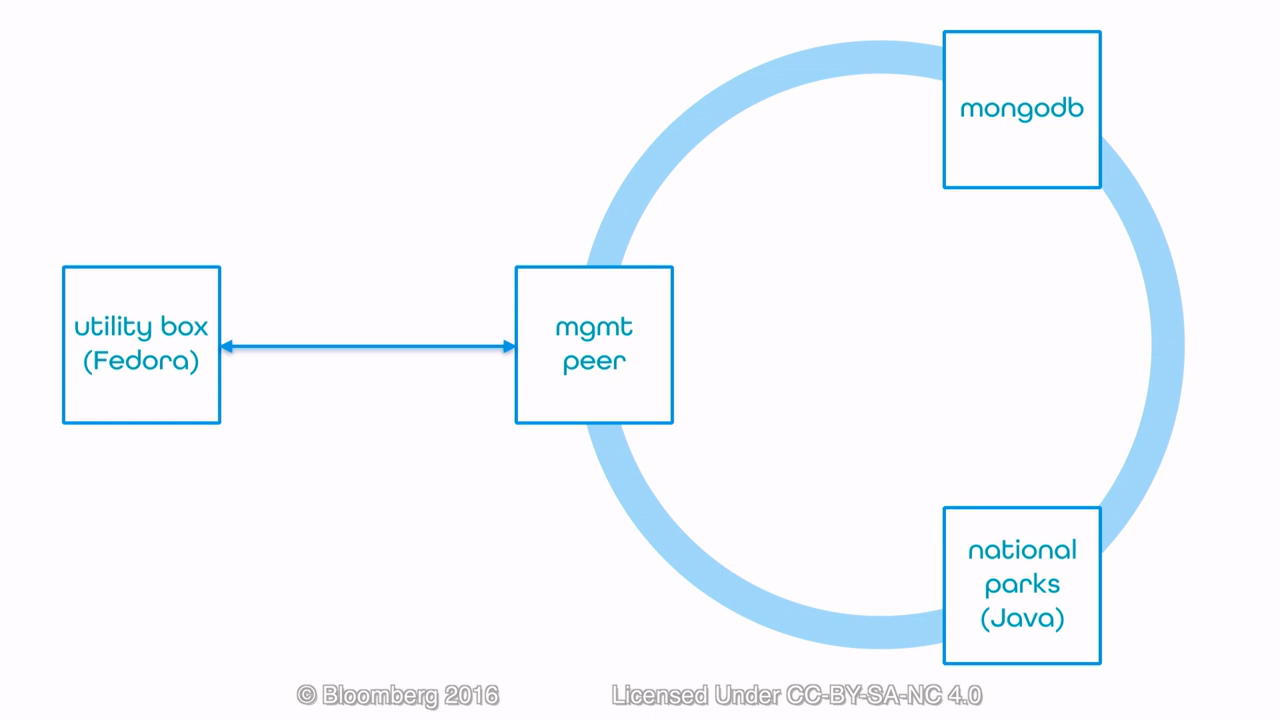 mongodb
utility box
(Fedora)
mgmt
peer
national
parks
(Java)
© Bloomberg 2016
Licensed Under CC-BY-SA-NC 4.0